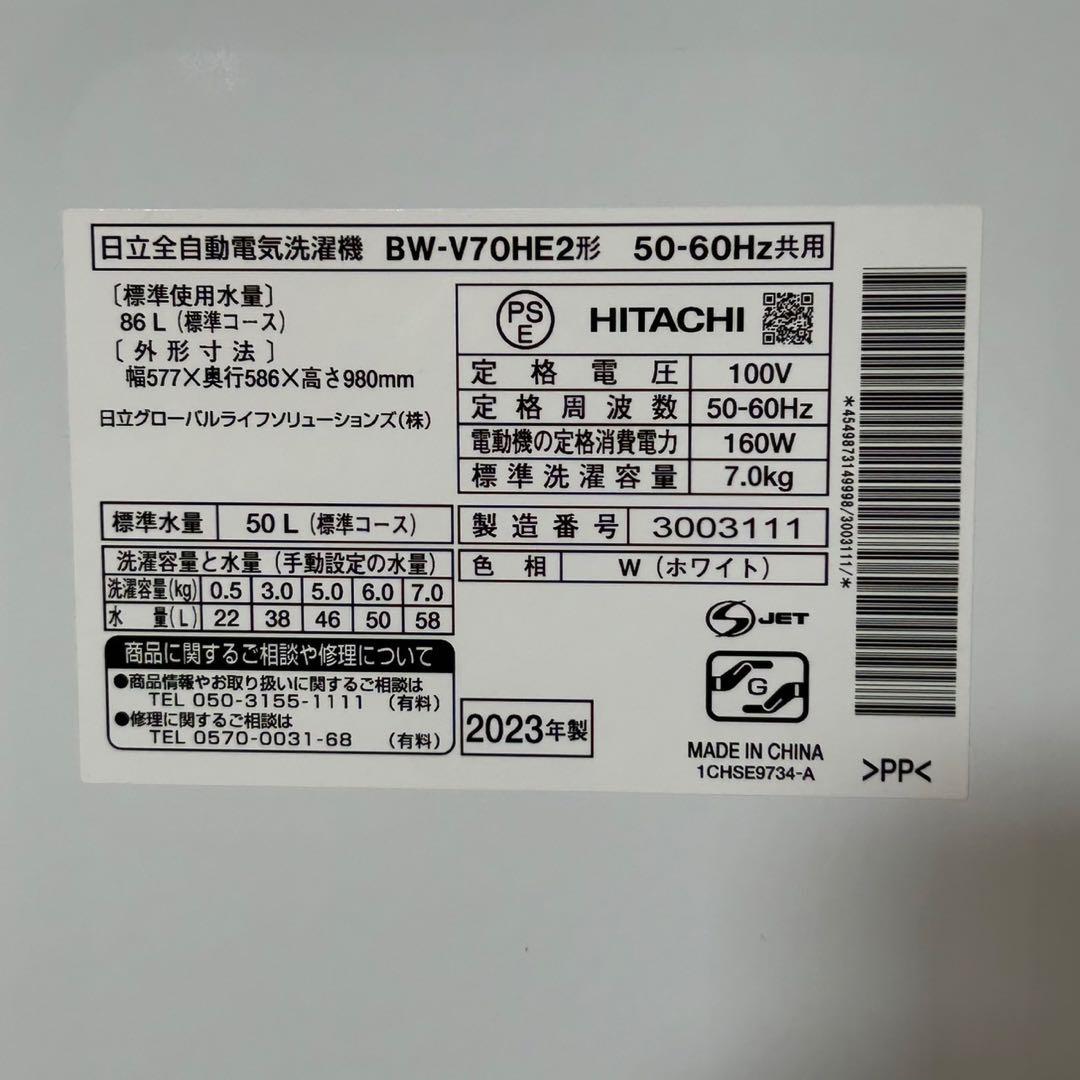 日立全自動電気洗濯機 BW-V70HE2形 50-60Hz共用
〔標準使用水量〕
86 L (標準コース)
〔外形寸法〕
幅577×奥行586×高さ980mm
日立グローバルライフソリューションズ(株)
PS
E
HITACHI
定格電圧 100V
定格周波数 50-60Hz
電動機の定格消費電力 160W
標準洗濯容量 7.0kg
標準水量 50 L (標準コース)
製造番号 3003111
色相 W (ホワイト)
洗濯容量と水量 (手動設定の水量)
洗濯容量(kg) 0.5 3.0 5.0 6.0 7.0
水量(L) 22 38 46 50 58
商品に関するご相談や修理について
●商品情報やお取り扱いに関するご相談は
TEL 050-3155-1111 (有料)
●修理に関するご相談は
TEL 0570-0031-68 (有料)
2023年製
S JET
G
MADE IN CHINA
1CHSE9734-A
*4549873149998/3003111/*
>PP<